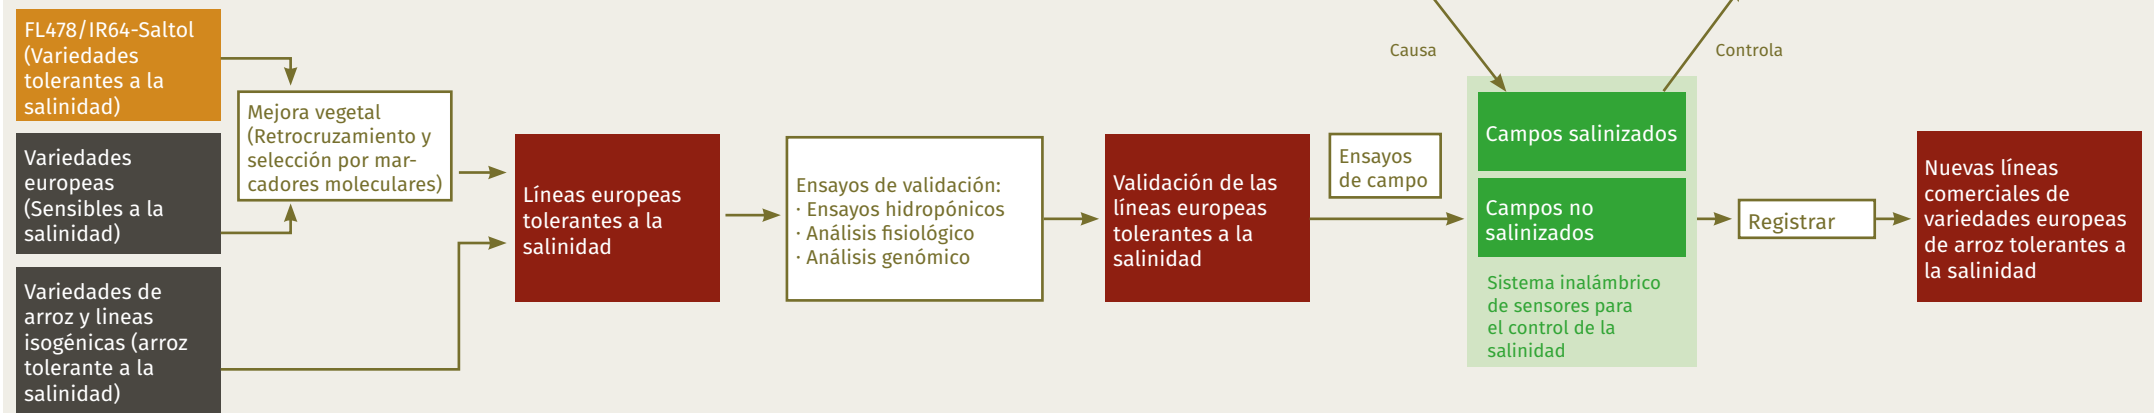 FL478/IR64-Saltol
(Variedades
tolerantes a la
salinidad)
Variedades
europeas
(Sensibles a la
salinidad)
Variedades de
arroz y lineas
isogénicas (arroz
tolerante a la
salinidad)
Mejora vegetal
(Retrocruzamiento y
selección por mar-
cadores moleculares)
Líneas europeas
tolerantes a la
salinidad
Ensayos de validación:
· Ensayos hidropónicos
· Análisis fisiológico
· Análisis genómico
Validación de las
líneas europeas
tolerantes a la
salinidad
Ensayos
de campo
Causa
Controla
Campos salinizados
Campos no
salinizados
Sistema inalámbrico
de sensores para
el control de la
salinidad
Registrar
Nuevas líneas
comerciales de
variedades europeas
de arroz tolerantes a
la salinidad